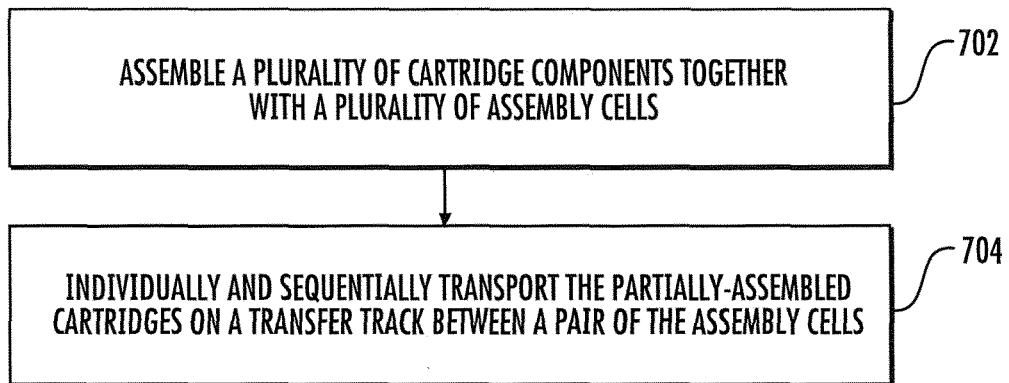 ASSEMBLE A PLURALITY OF CARTRIDGE COMPONENTS TOGETHER
WITH A PLURALITY OF ASSEMBLY CELLS
702
INDIVIDUALLY AND SEQUENTIALLY TRANSPORT THE PARTIALLY-ASSEMBLED
CARTRIDGES ON A TRANSFER TRACK BETWEEN A PAIR OF THE ASSEMBLY CELLS
704